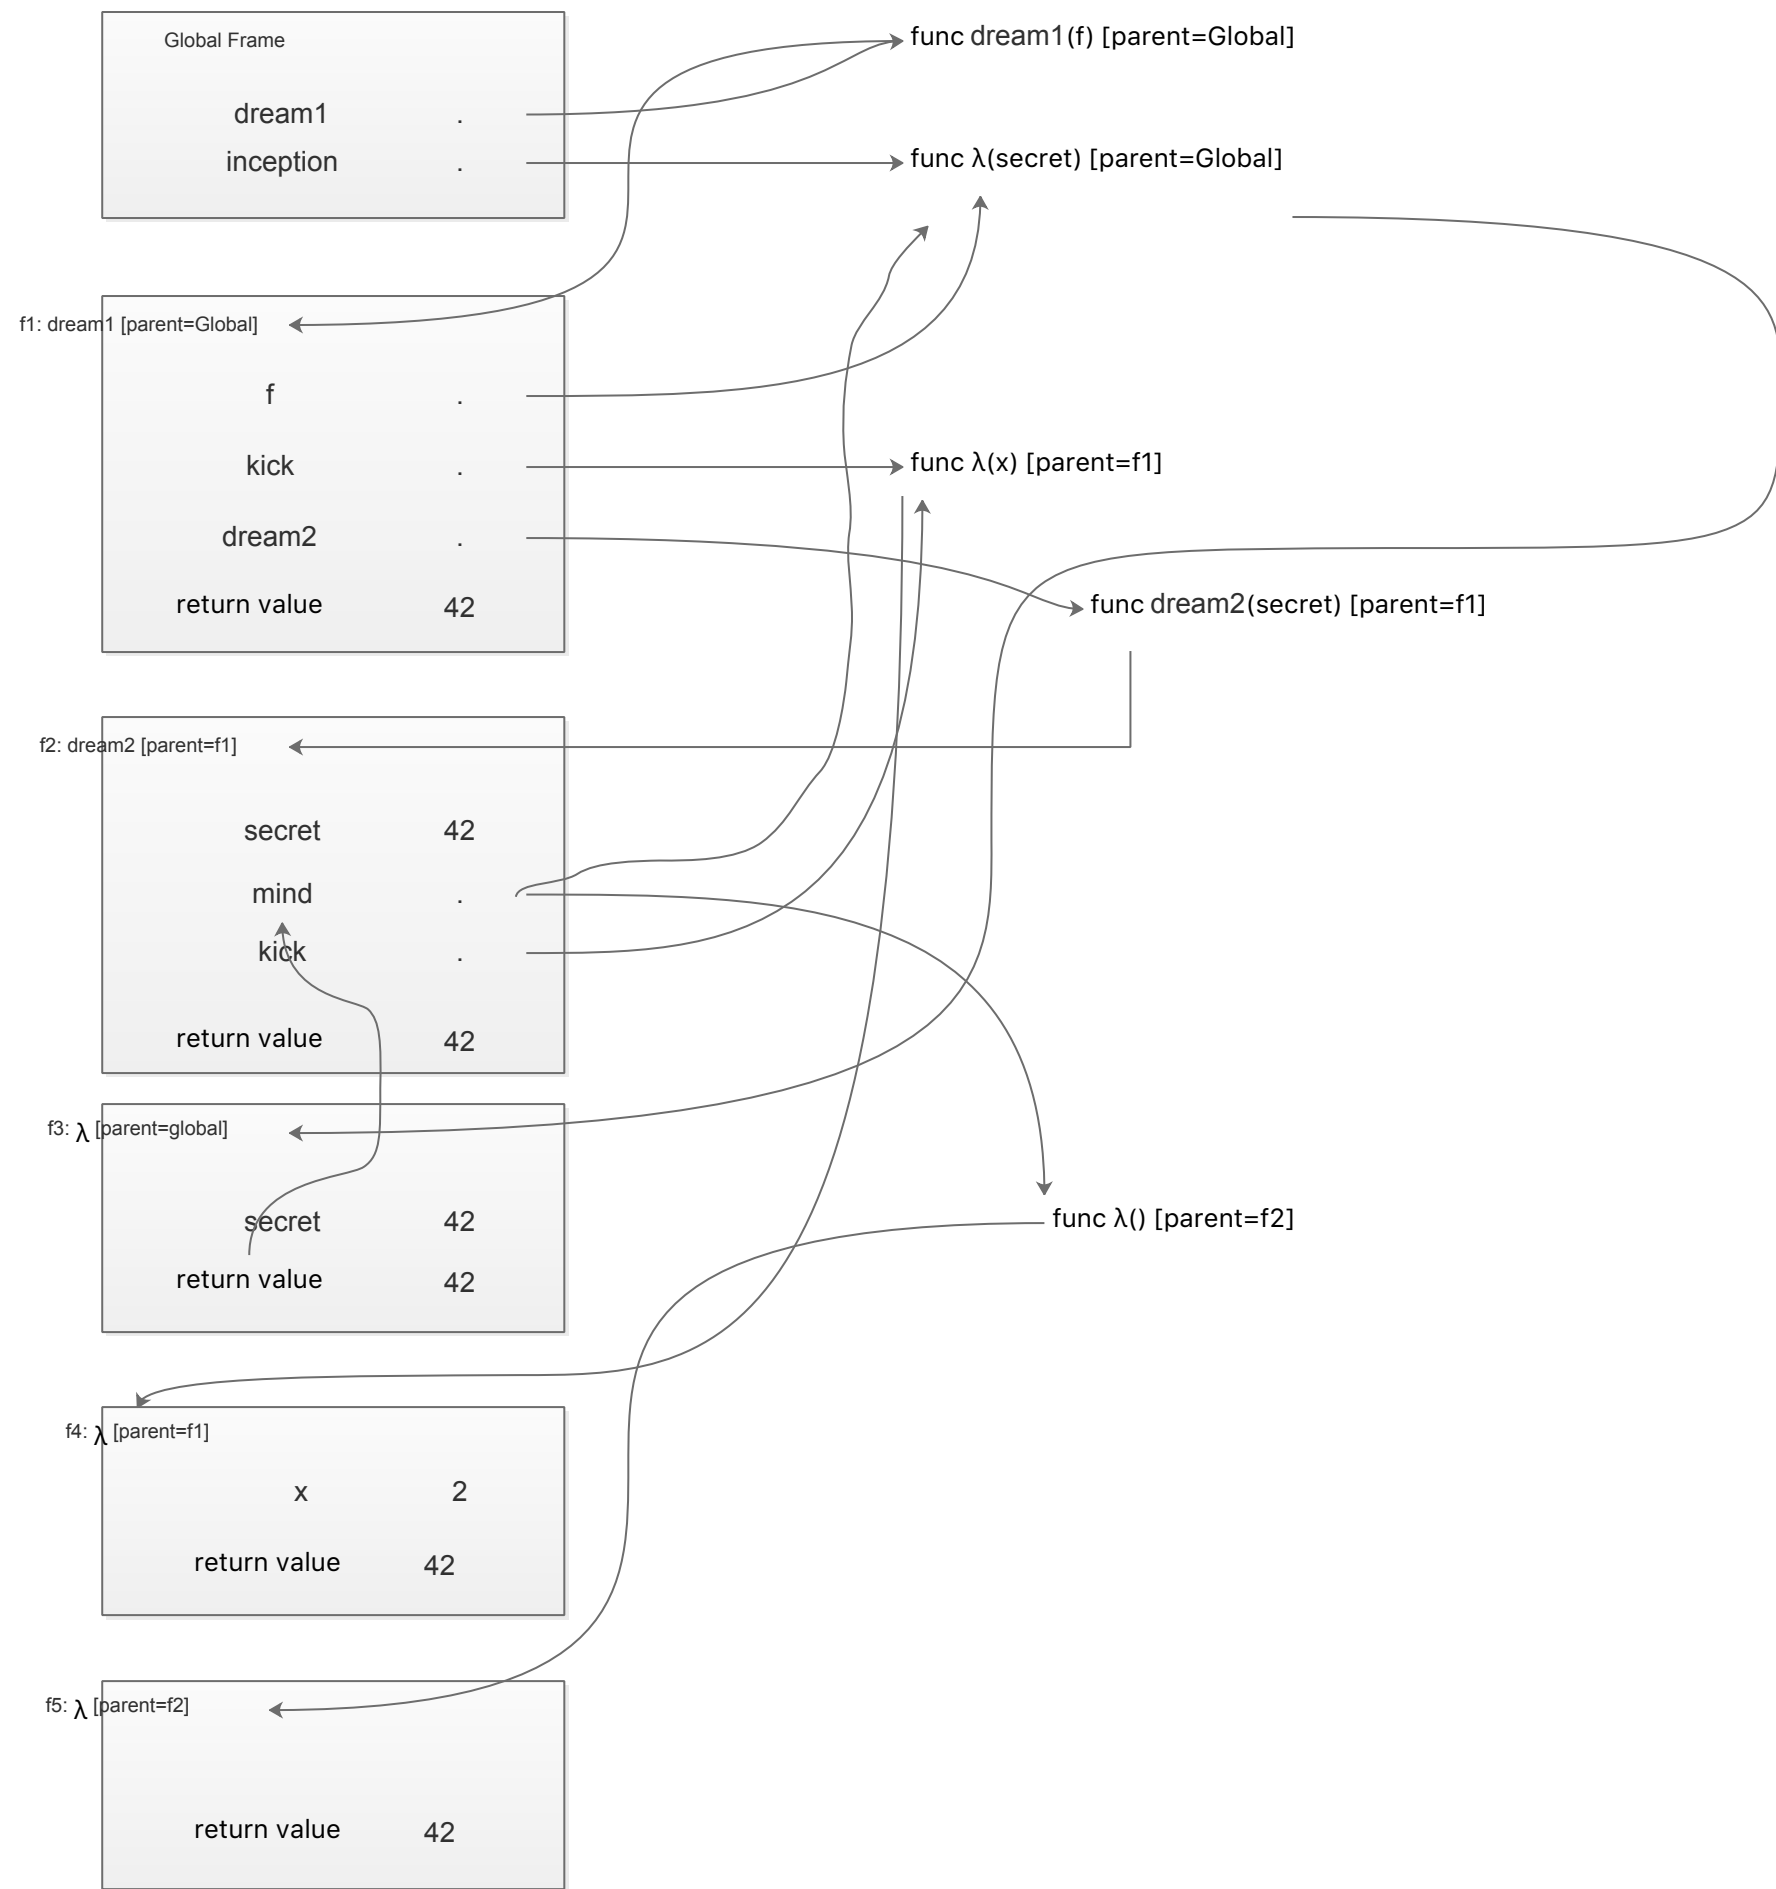 Global Frame
func dream1(f) [parent=Global]
dream1 .
inception .
func λ(secret) [parent=Global]
f1: dream1 [parent=Global]
f .
kick .
func λ(x) [parent=f1]
dream2 .
return value 42
func dream2(secret) [parent=f1]
f2: dream2 [parent=f1]
secret 42
mind .
kick .
return value 42
f3: λ [parent=global]
secret 42
func λ() [parent=f2]
return value 42
f4: λ [parent=f1]
x 2
return value 42
f5: λ [parent=f2]
return value 42